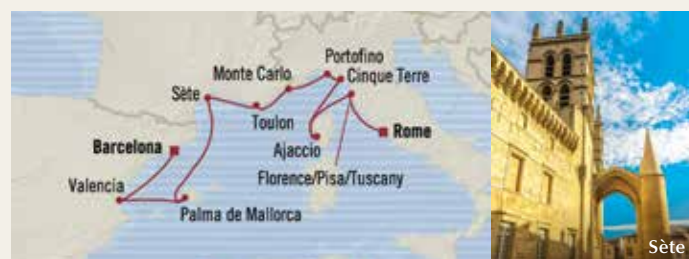 Portofino
Monte Carlo
Cinque Terre
Sète
Toulon
Rome
Barcelona
Ajaccio
Florence/Pisa/Tuscany
Valencia
Palma de Mallorca
Sète